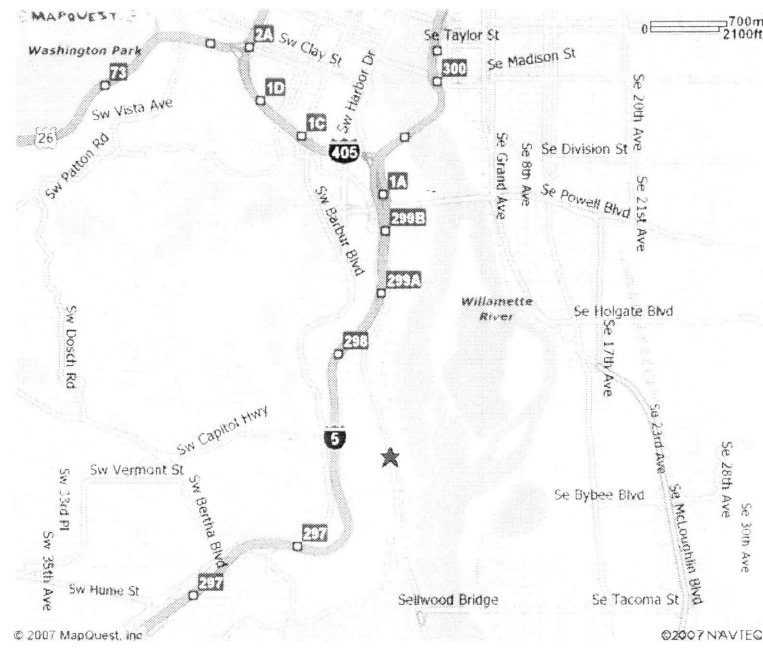 MAPQUEST
700m
0
2100ft
Washington Park
2A
Sw Clay St
Se Taylor St
Se Madison St
300
73
1D
Sw Harbor Dr
Se 20th Ave
Sw Vista Ave
1C
26
Sw Patton Rd
405
Se Grand Ave
Se 8th Ave
Se Division St
1A
Se Powell Blvd
Se 21st Ave
Sw Barbur Blvd
299B
299A
Willamette
River
Se Holgate Blvd
Sw Dosch Rd
298
Se 17th Ave
Se 23rd Ave
Sw Capitol Hwy
5
Sw Vermont St
Sw 33rd Pl
Sw Bertha Blvd
Se Bybee Blvd
Se 28th Ave
Se McLoughlin Blvd
Se 30th Ave
297
Sw 35th Ave
297
Sw Hume St
Sellwood Bridge
Se Tacoma St
© 2007 MapQuest, Inc
©2007 NAVTEQ